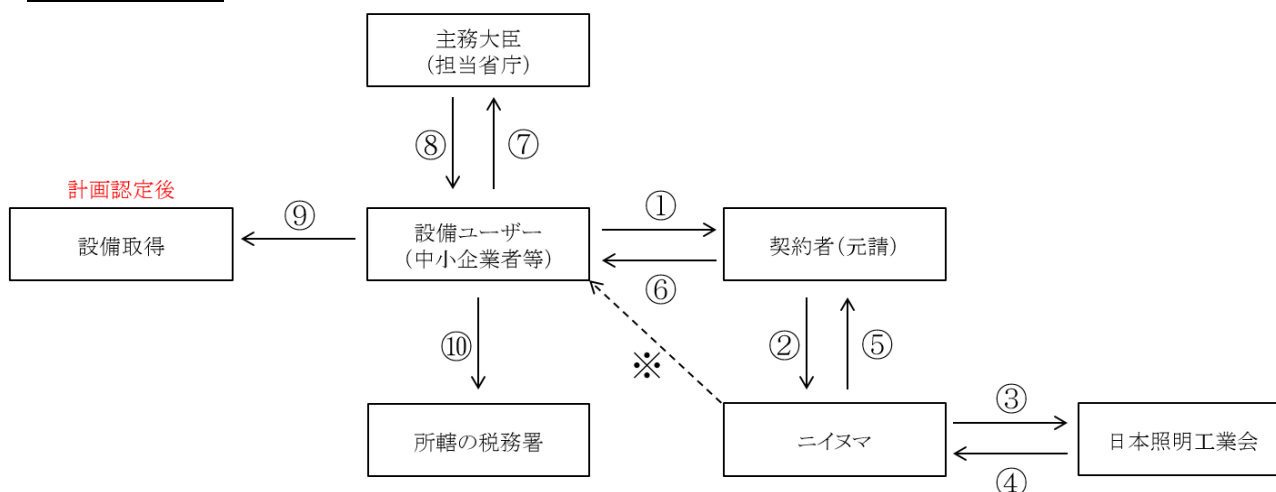 主務大臣
(担当省庁)
⑧
⑦
計画認定後
設備取得
⑨
設備ユーザー
(中小企業者等)
①
⑥
契約者(元請)
⑩
※
②
⑤
所轄の税務署
ニイヌマ
③
④
日本照明工業会